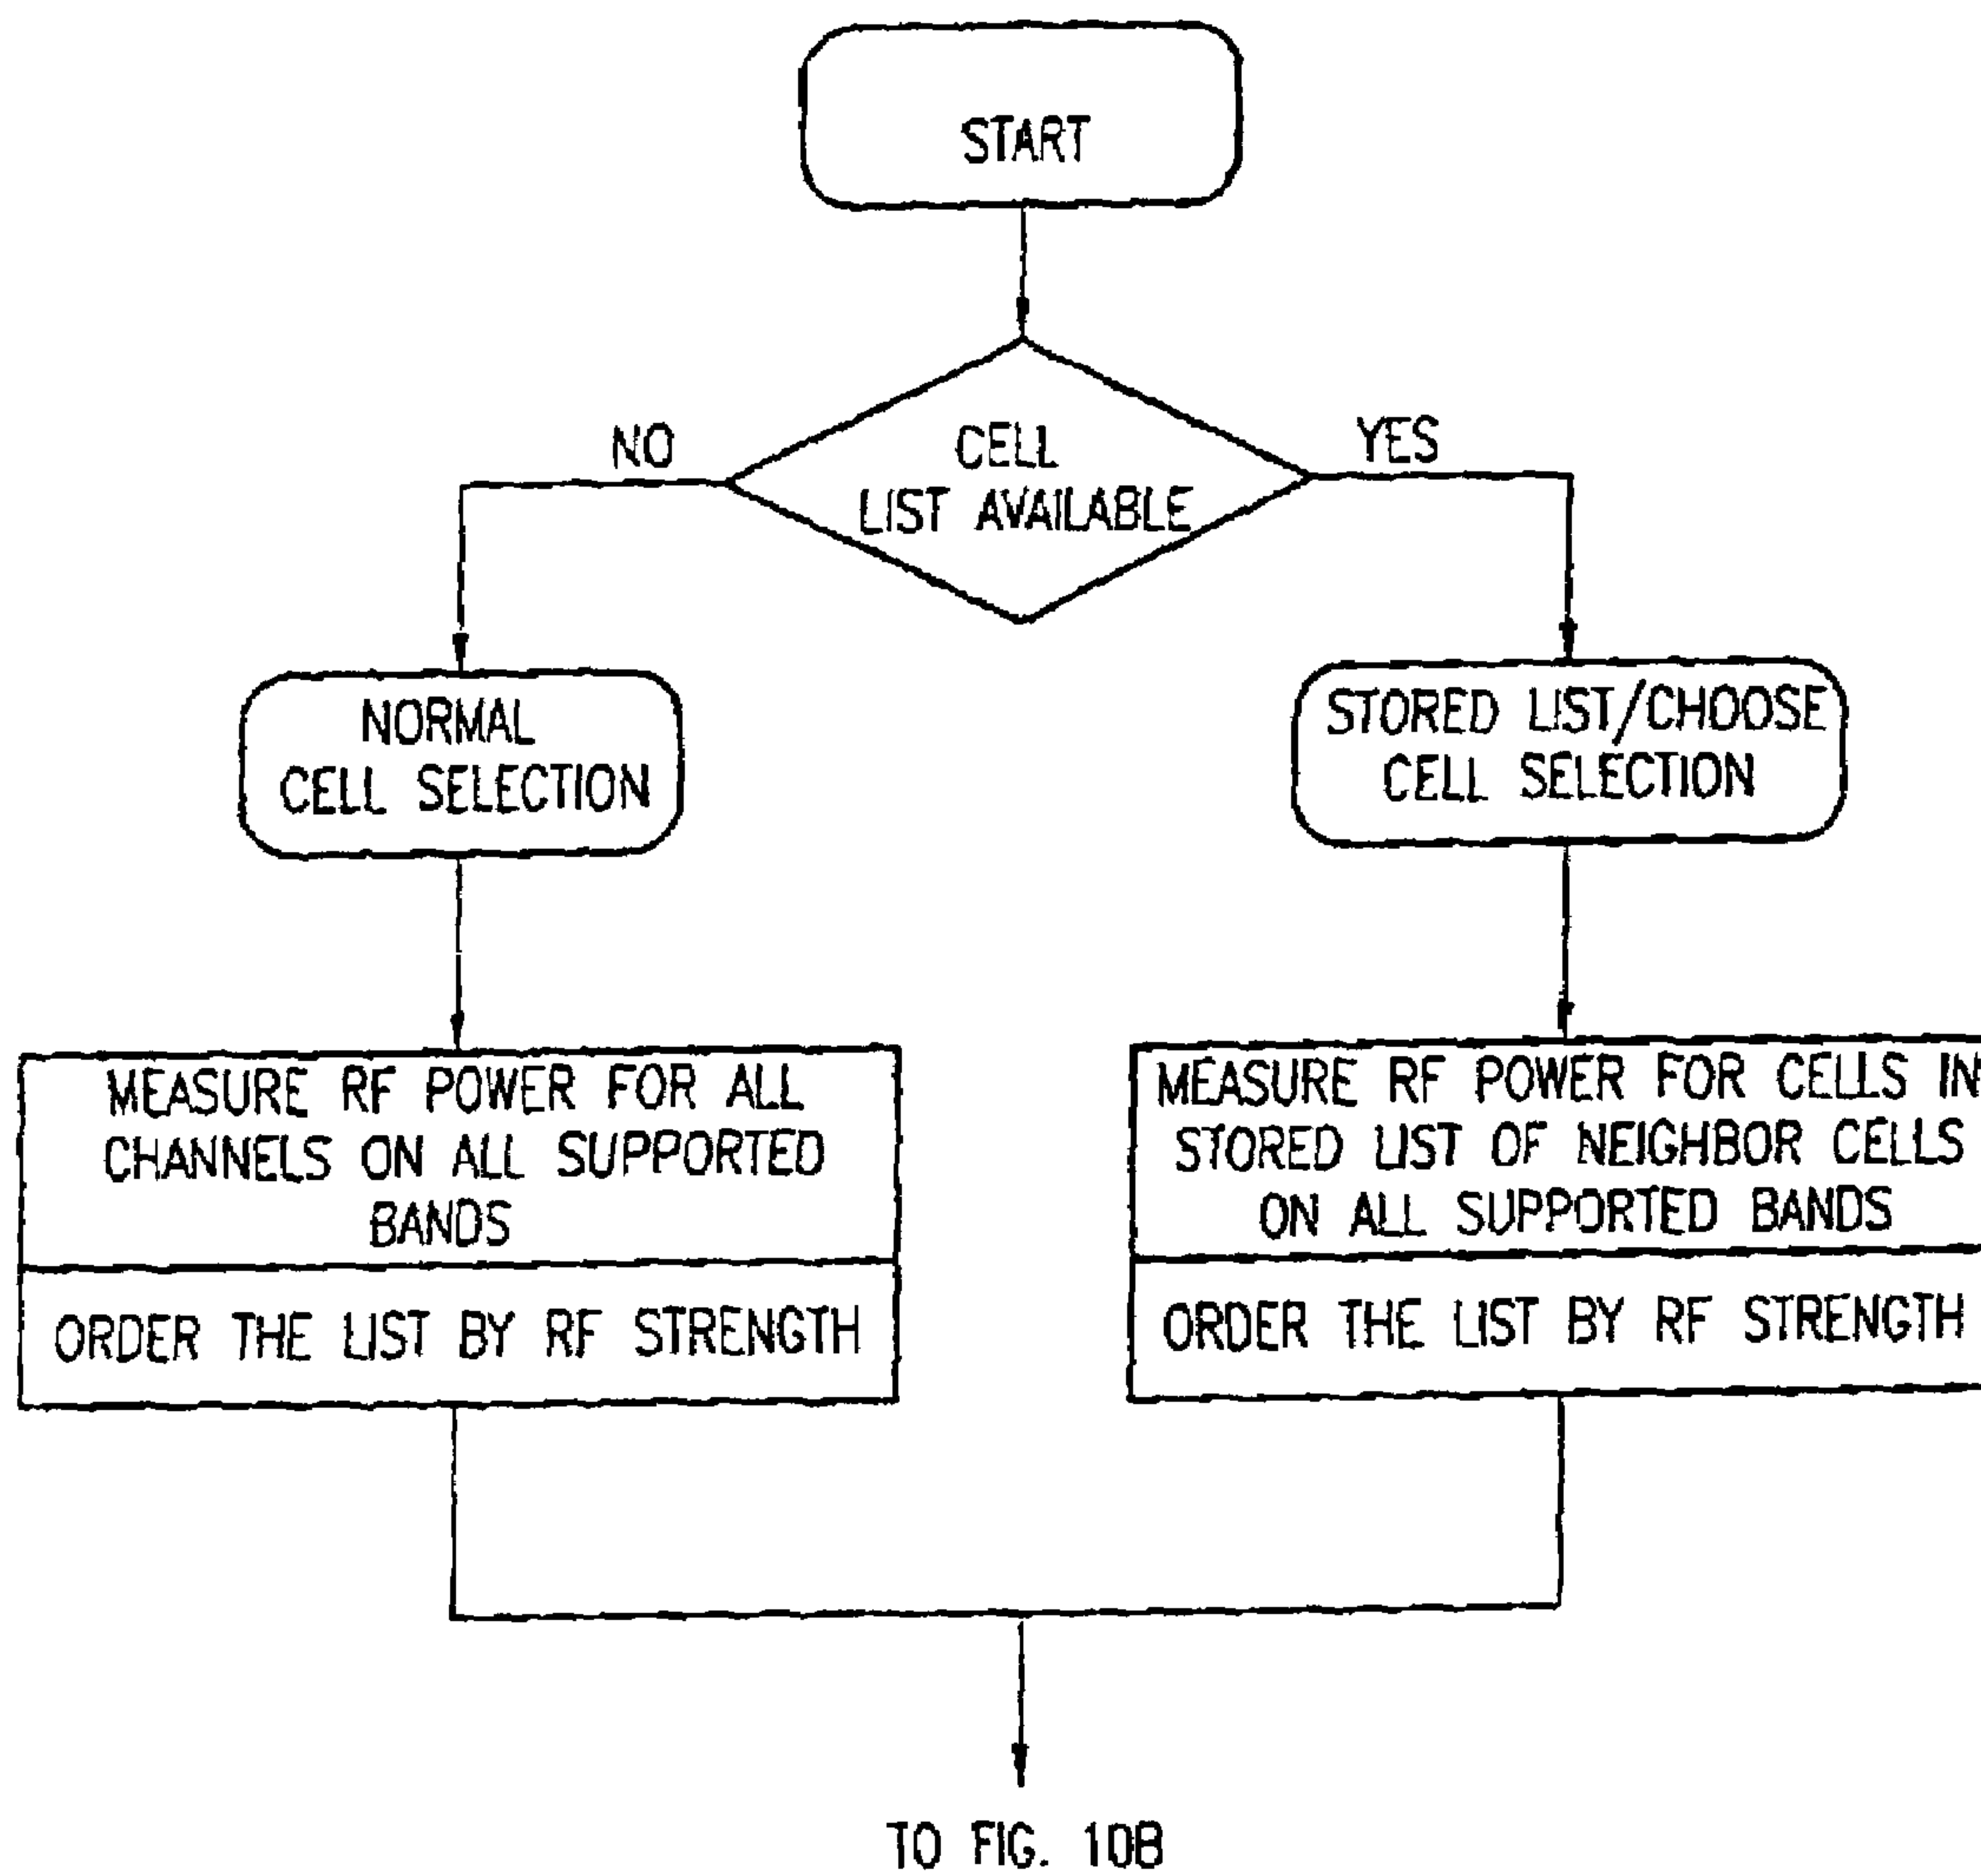 START
CELL
LIST AVAILABLE
NO
YES
NORMAL
CELL SELECTION
STORED LIST/CHOOSE
CELL SELECTION
MEASURE RF POWER FOR ALL
CHANNELS ON ALL SUPPORTED
BANDS
ORDER THE LIST BY RF STRENGTH
MEASURE RF POWER FOR CELLS IN
STORED LIST OF NEIGHBOR CELLS
ON ALL SUPPORTED BANDS
ORDER THE LIST BY RF STRENGTH
TO FIG. 10B